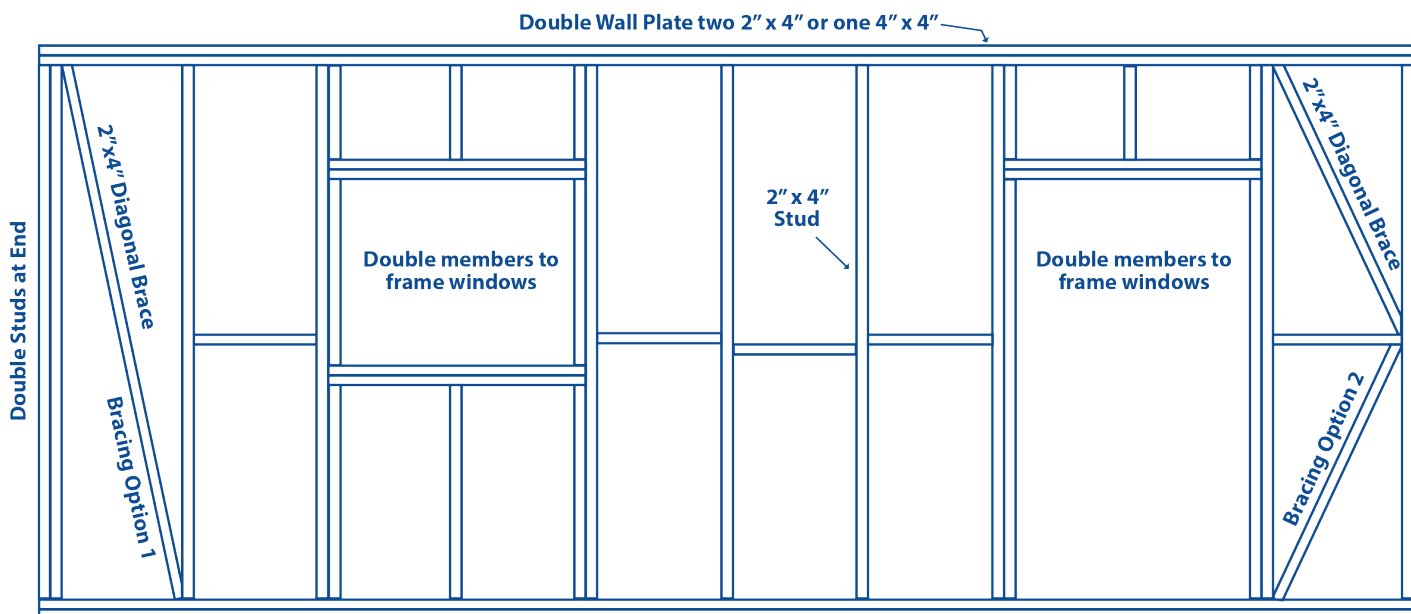 Double Wall Plate two 2” x 4” or one 4” x 4”
2”x4” Diagonal Brace
Bracing Option 1
Double Studs at End
Double members to
frame windows
2” x 4”
Stud
Double members to
frame windows
2”x4” Diagonal Brace
Bracing Option 2